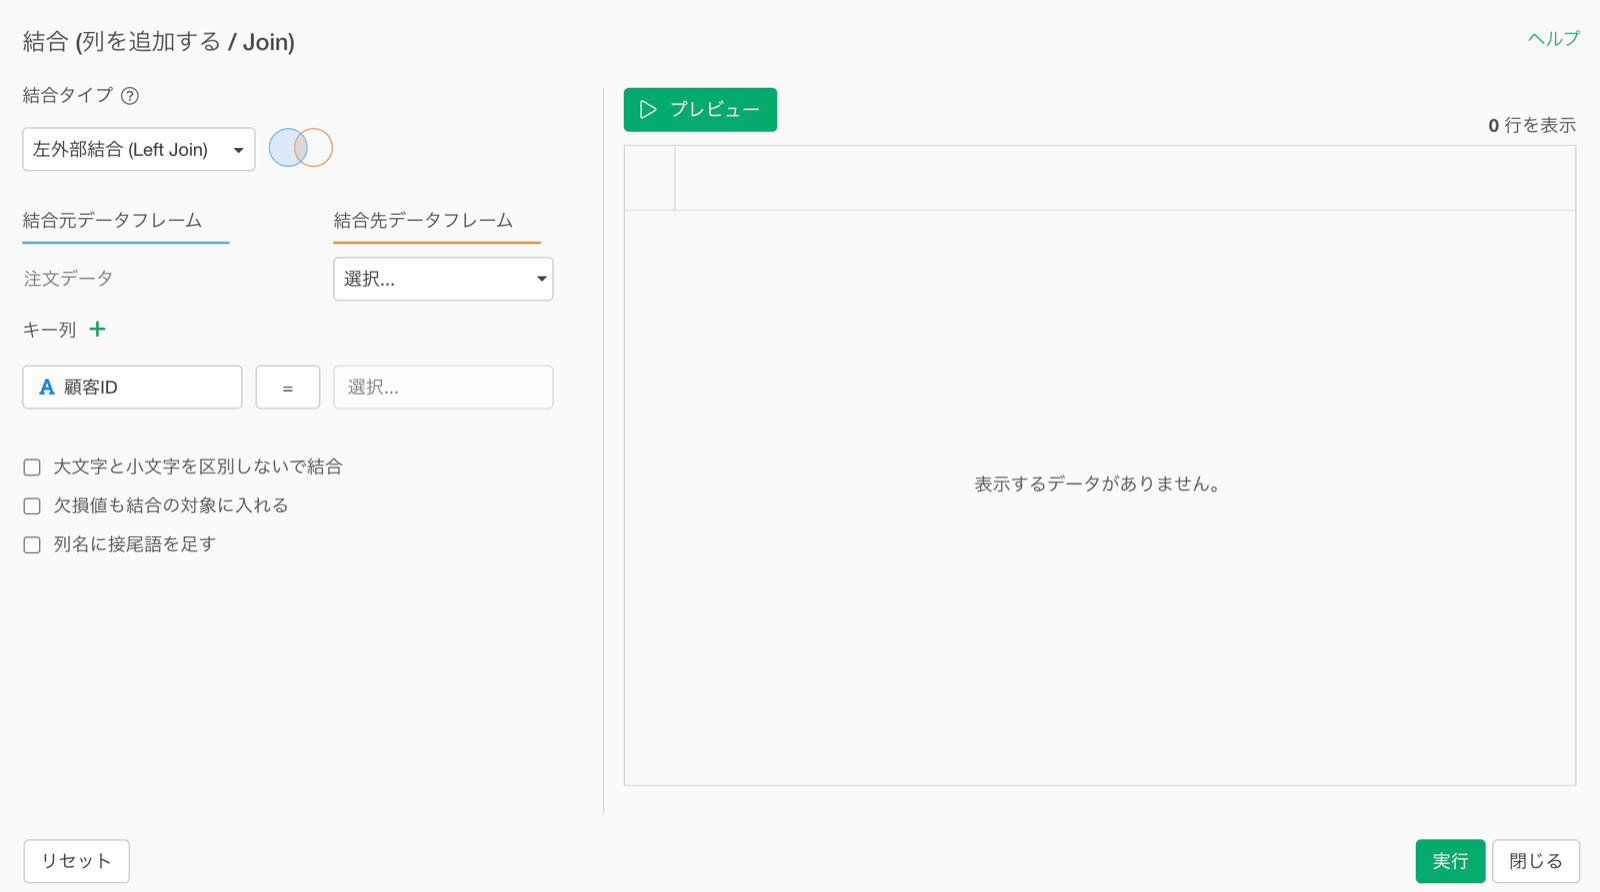 結合 (列を追加する / Join)
ヘルプ
結合タイプ ?
左外部結合 (Left Join)
プレビュー
0 行を表示
結合元データフレーム
結合先データフレーム
注文データ
選択...
キー列 +
A 顧客ID
=
選択...
大文字と小文字を区別しないで結合
欠損値も結合の対象に入れる
列名に接尾語を足す
表示するデータがありません。
リセット
実行
閉じる